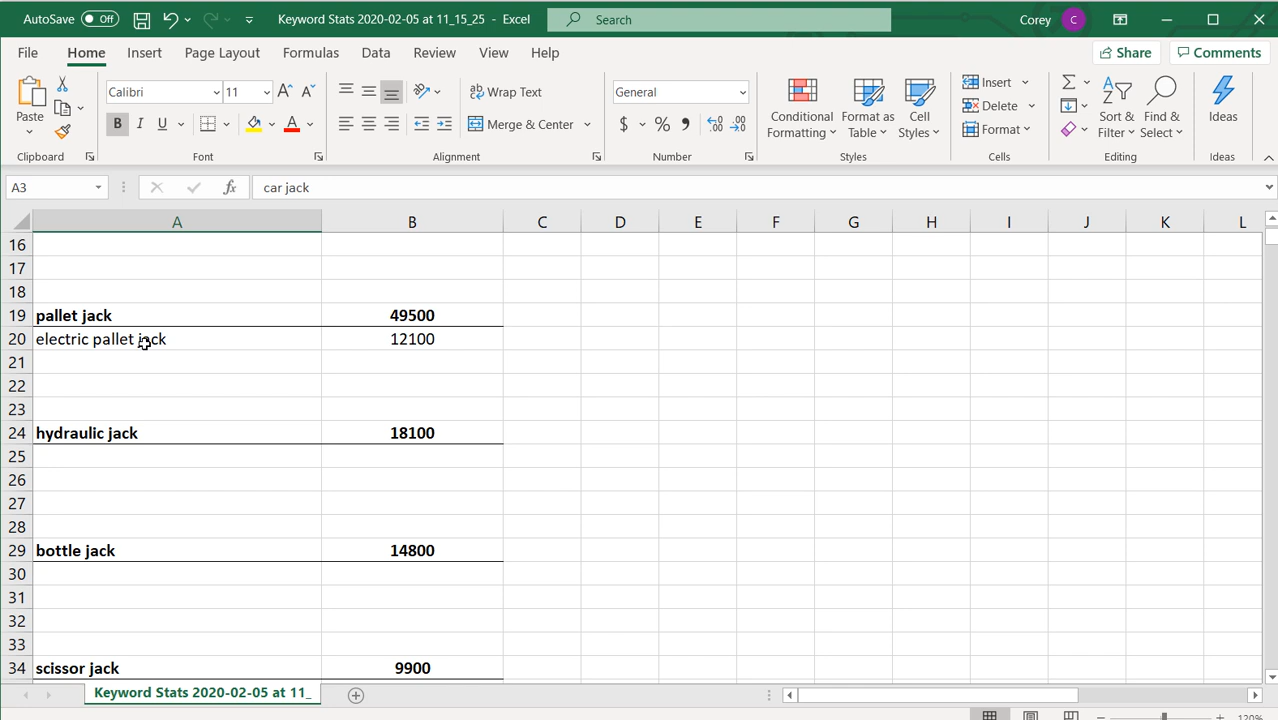 AutoSave Off Keyword Stats 2020-02-05 at 11_15_25 - Excel Search Corey C
File Home Insert Page Layout Formulas Data Review View Help Share Comments
Paste Calibri 11 A A Wrap Text General Insert Σ
B I U A Merge & Center $ % 9 Conditional Formatting Format as Table Cell Styles Delete Format Sort & Filter Find & Select Ideas
Clipboard Font Alignment Number Styles Cells Editing Ideas
A3 fx car jack
A B C D E F G H I J K L
16
17
18
19 pallet jack 49500
20 electric pallet jack 12100
21
22
23
24 hydraulic jack 18100
25
26
27
28
29 bottle jack 14800
30
31
32
33
34 scissor jack 9900
Keyword Stats 2020-02-05 at 11_
120%